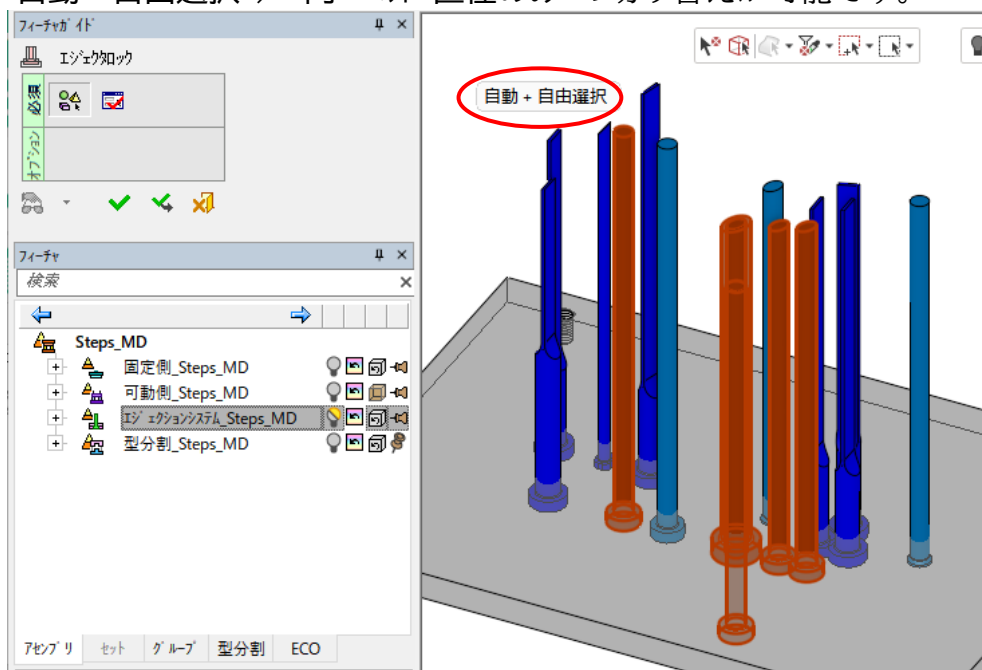 フィーチャガイド
エジェクタロック
必須
オプション
自動 + 自由選択
フィーチャ
検索
Steps_MD
固定側_Steps_MD
可動側_Steps_MD
エジェクションシステム_Steps_MD
型分割_Steps_MD
アセンブリ
セット
グループ
型分割
ECO